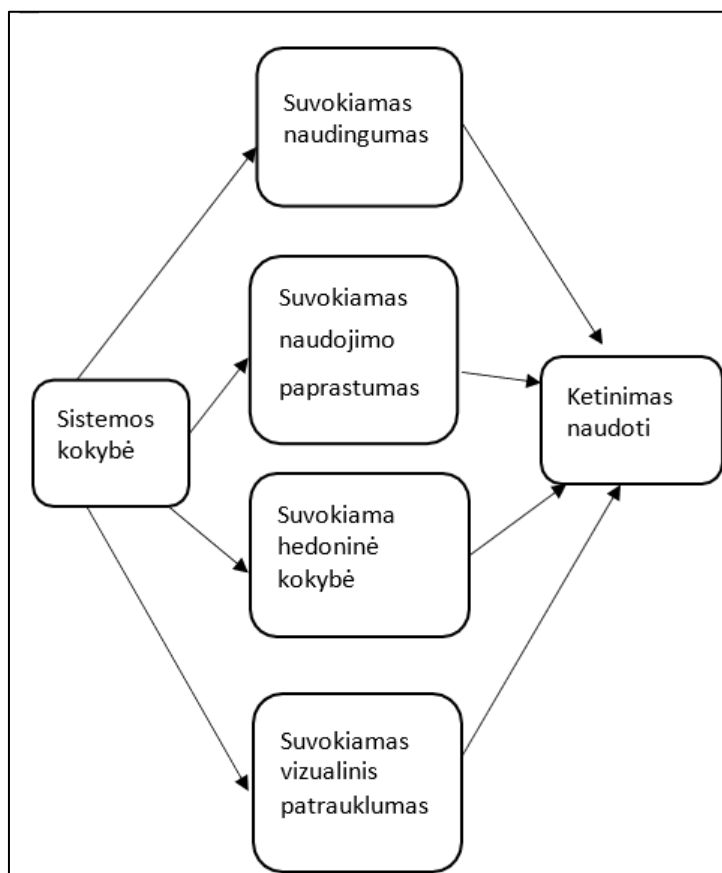 Suvokiamas
naudingumas
Suvokiamas
naudojimo
paprastumas
Sistemos
kokybė
Ketinimas
naudoti
Suvokiama
hedoninė
kokybė
Suvokiamas
vizualinis
patrauklumas